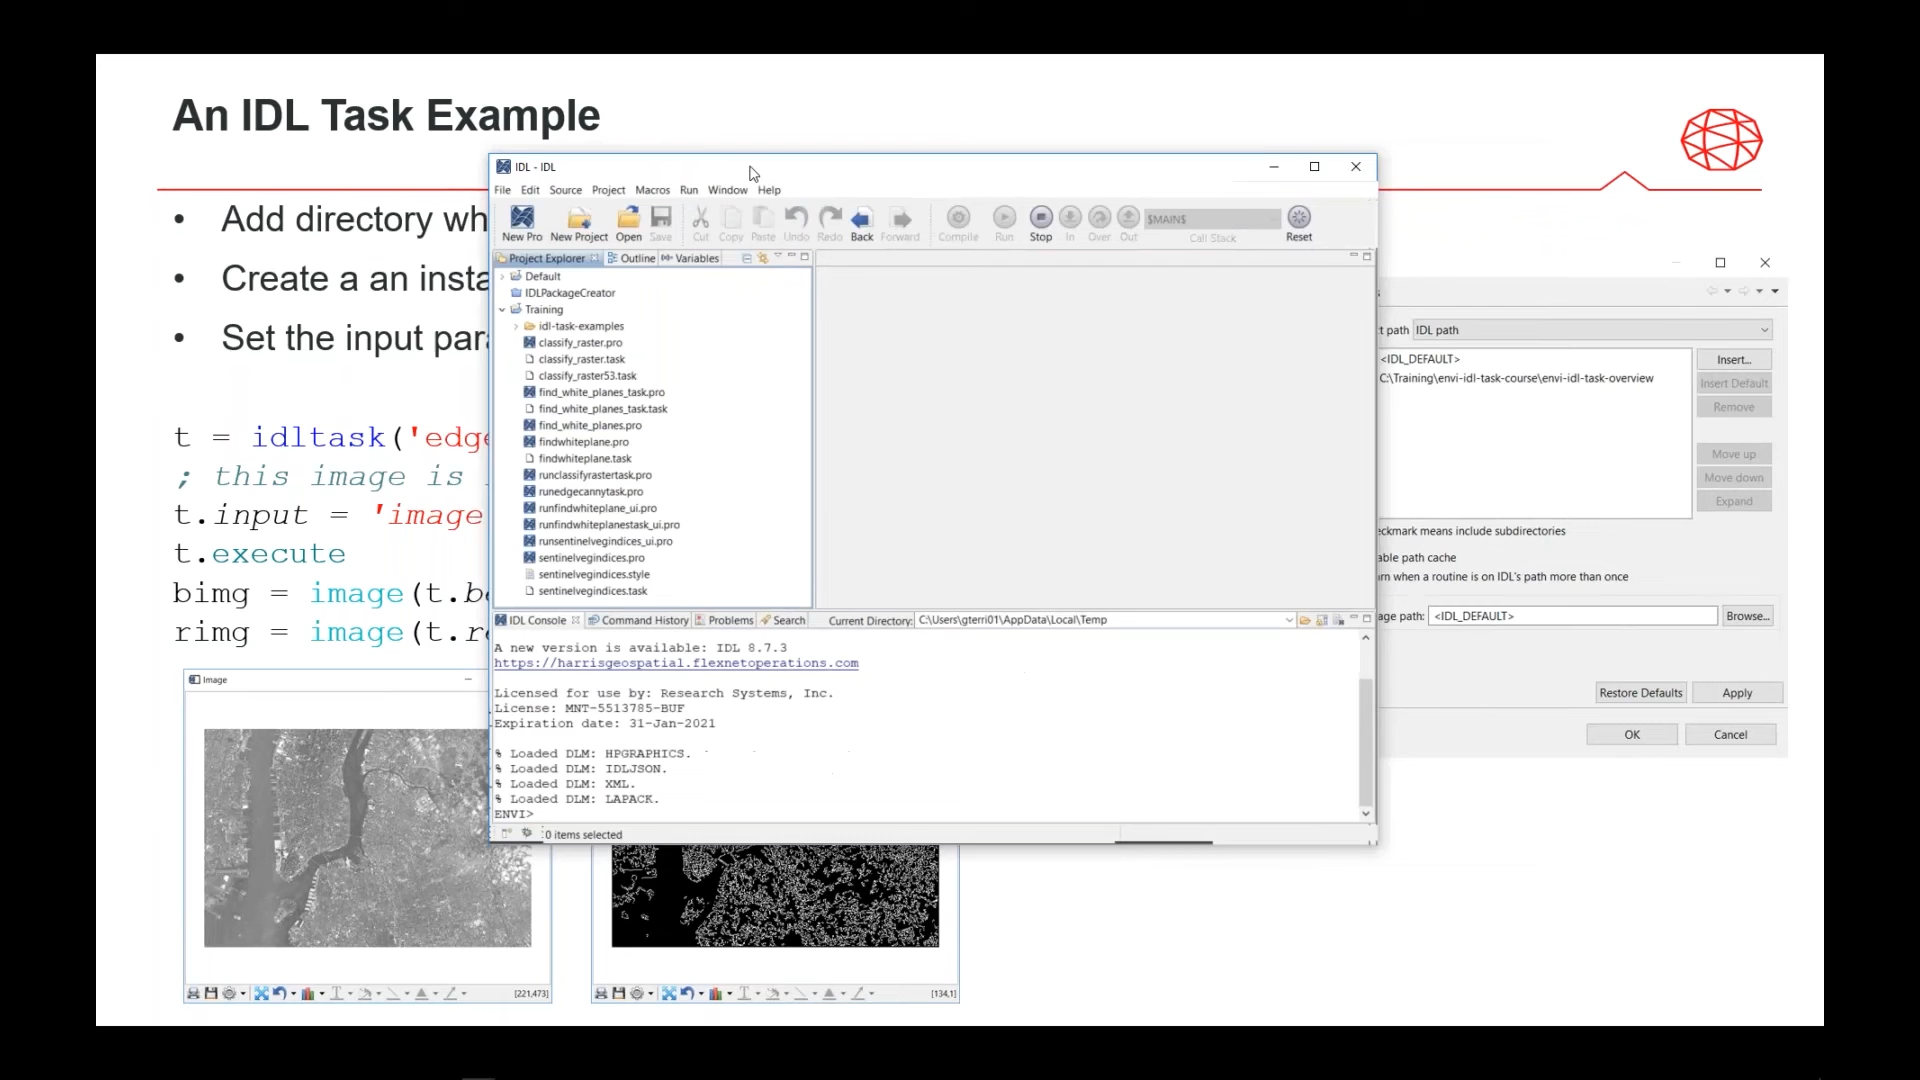 An IDL Task Example
• Add directory wh
• Create a an insta
• Set the input par
t = idltask('edge
; this image is
t.input = 'image
t.execute
bimg = image(t.b
rimg = image(t.r
IDL - IDL
File Edit Source Project Macros Run Window Help
New Pro New Project Open Save Cut Copy Paste Undo Redo Back Forward Compile Run Stop In Over Out $MAIN$ Call Stack Reset
Project Explorer Outline Variables
Default
IDLPackageCreator
Training
idl-task-examples
classify_raster.pro
classify_raster.task
classify_raster53.task
find_white_planes_task.pro
find_white_planes_task.task
find_white_planes.pro
findwhiteplane.pro
findwhiteplane.task
runclassifyrastertask.pro
runedgecannytask.pro
runfindwhiteplane_ui.pro
runfindwhiteplanestask_ui.pro
runsentinelvegindices_ui.pro
sentinelvegindices.pro
sentinelvegindices.style
sentinelvegindices.task
IDL Console Command History Problems Search Current Directory: C:\Users\gterri01\AppData\Local\Temp
A new version is available: IDL 8.7.3
https://harrisgeospatial.flexnetoperations.com
Licensed for use by: Research Systems, Inc.
License: MNT-5513785-BUF
Expiration date: 31-Jan-2021
% Loaded DLM: HPGRAPHICS.
% Loaded DLM: IDLJSON.
% Loaded DLM: XML.
% Loaded DLM: LAPACK.
ENVI>
0 items selected
t path IDL path
<IDL_DEFAULT>
C:\Training\envi-idl-task-course\envi-idl-task-overview
Insert...
Insert Default
Remove
Move up
Move down
Expand
eckmark means include subdirectories
able path cache
rn when a routine is on IDL's path more than once
age path: <IDL_DEFAULT> Browse...
Restore Defaults Apply
OK Cancel
Image
[221,473]
[134,1]